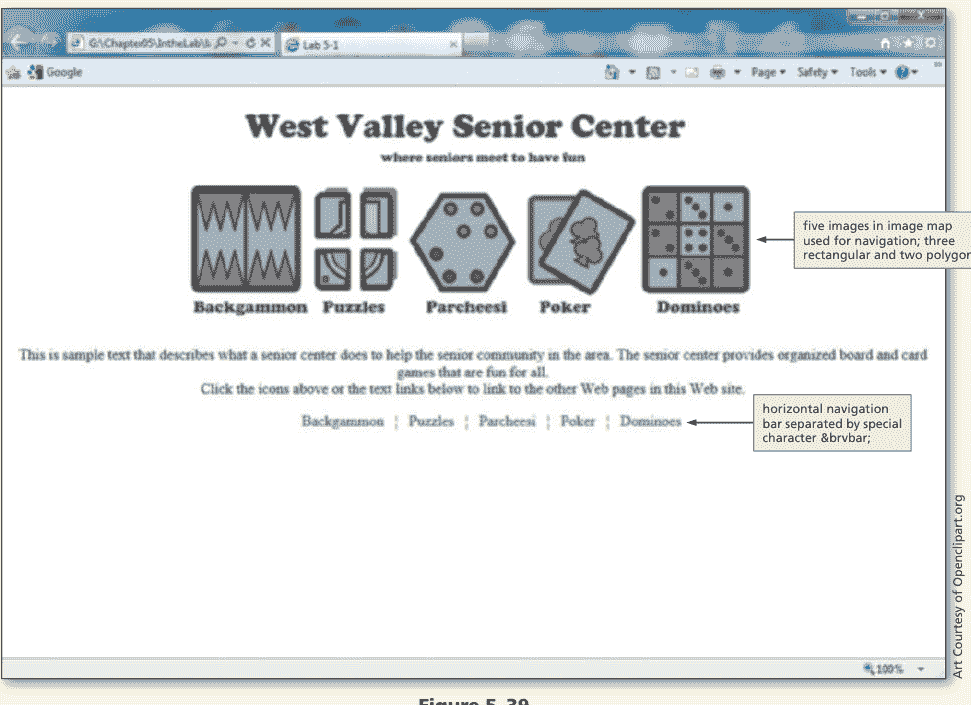 G:\Chapter05\IntheLab\l
Lab 5-1
Google
Page Safety Tools
West Valley Senior Center
where seniors meet to have fun
Backgammon Puzzles Parcheesi Poker Dominoes
five images in image map
used for navigation; three
rectangular and two polygon
This is sample text that describes what a senior center does to help the senior community in the area. The senior center provides organized board and card
games that are fun for all.
Click the icons above or the text links below to link to the other Web pages in this Web site.
Backgammon ¦ Puzzles ¦ Parcheesi ¦ Poker ¦ Dominoes
horizontal navigation
bar separated by special
character &brvbar;
Art Courtesy of Openclipart.org
100%
Figure 5-39